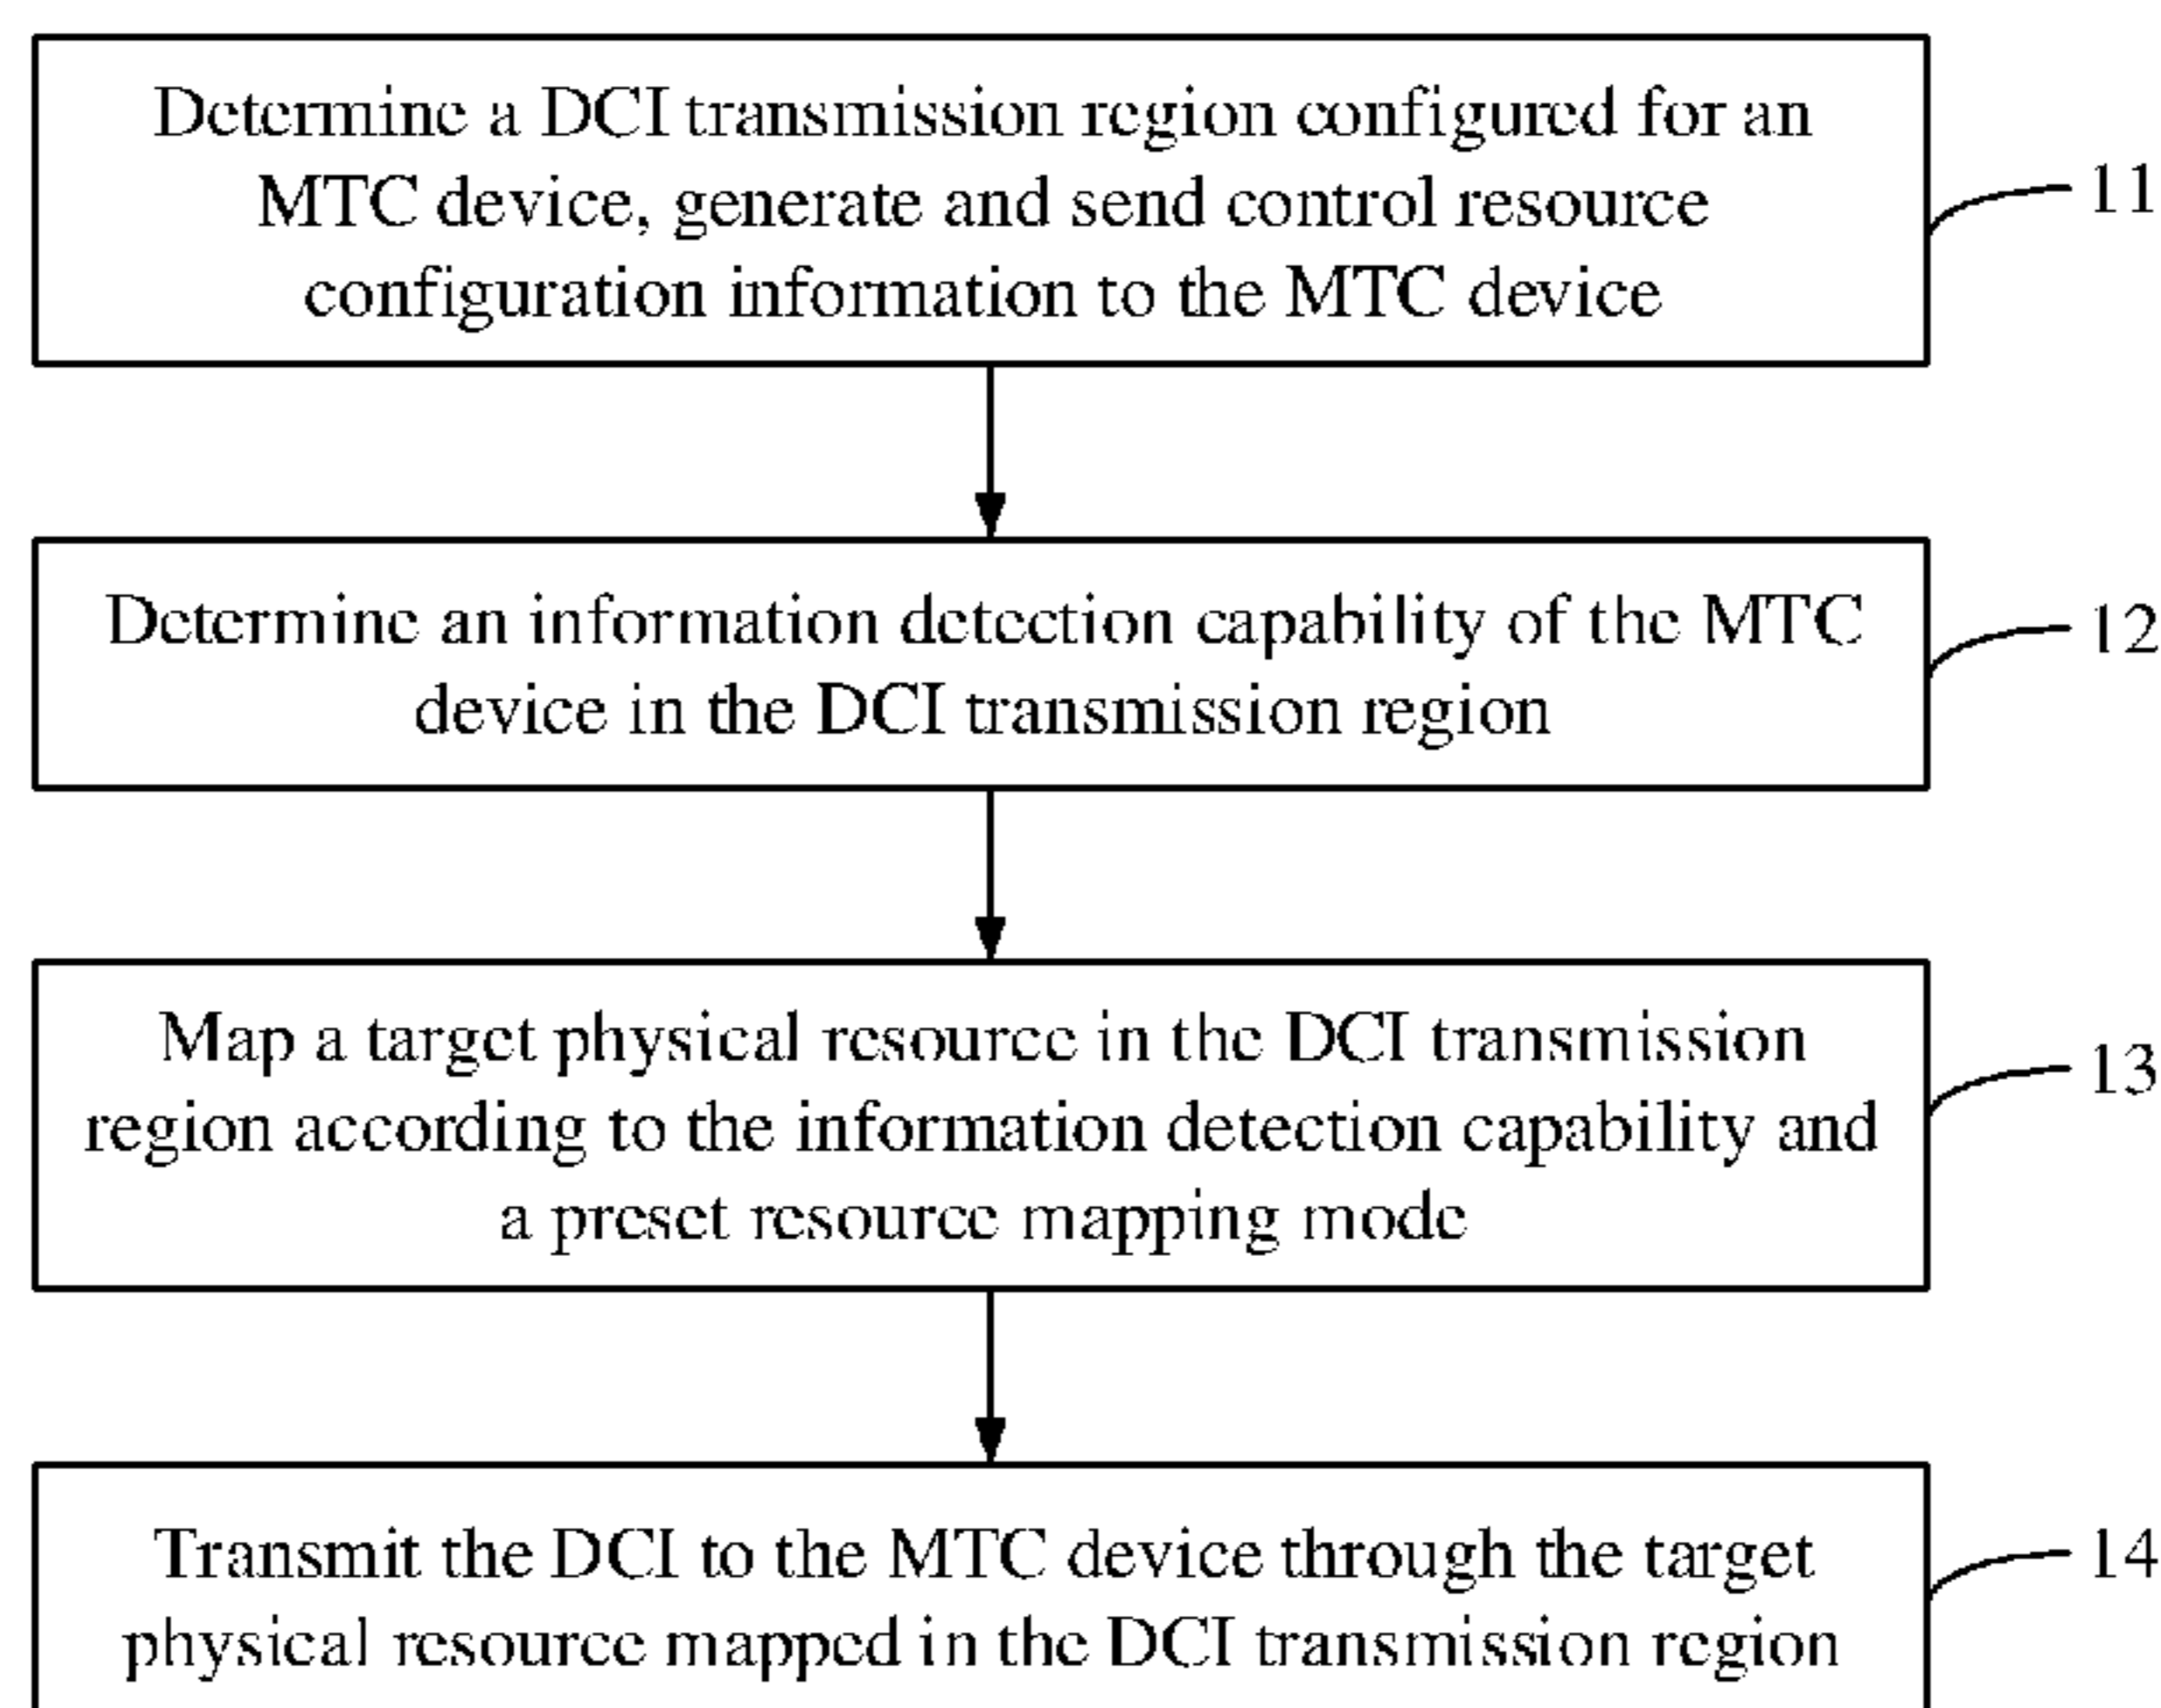 Determine a DCI transmission region configured for an
MTC device, generate and send control resource
configuration information to the MTC device
11
Determine an information detection capability of the MTC
device in the DCI transmission region
12
Map a target physical resource in the DCI transmission
region according to the information detection capability and
a preset resource mapping mode
13
Transmit the DCI to the MTC device through the target
physical resource mapped in the DCI transmission region
14